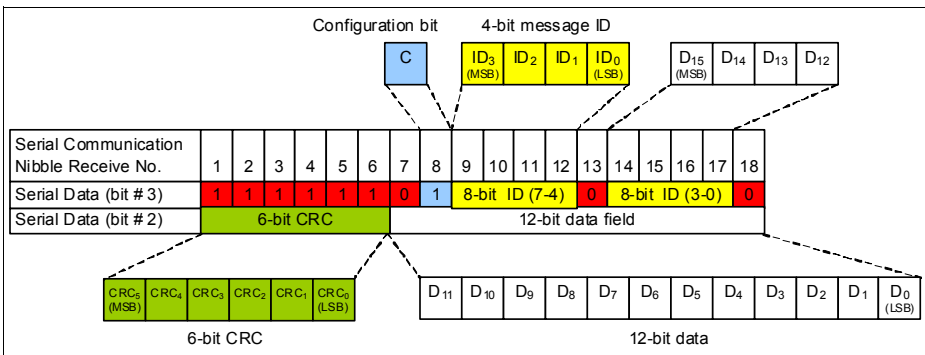 Configuration bit 4-bit message ID
C ID3 (MSB) ID2 ID1 ID0 (LSB) D15 (MSB) D14 D13 D12
Serial Communication
Nibble Receive No. 1 2 3 4 5 6 7 8 9 10 11 12 13 14 15 16 17 18
Serial Data (bit #3) 1 1 1 1 1 1 0 1 8-bit ID (7-4) 0 8-bit ID (3-0) 0
Serial Data (bit #2) 6-bit CRC 12-bit data field
CRC5 (MSB) CRC4 CRC3 CRC2 CRC1 CRC0 (LSB) D11 D10 D9 D8 D7 D6 D5 D4 D3 D2 D1 D0 (LSB)
6-bit CRC 12-bit data